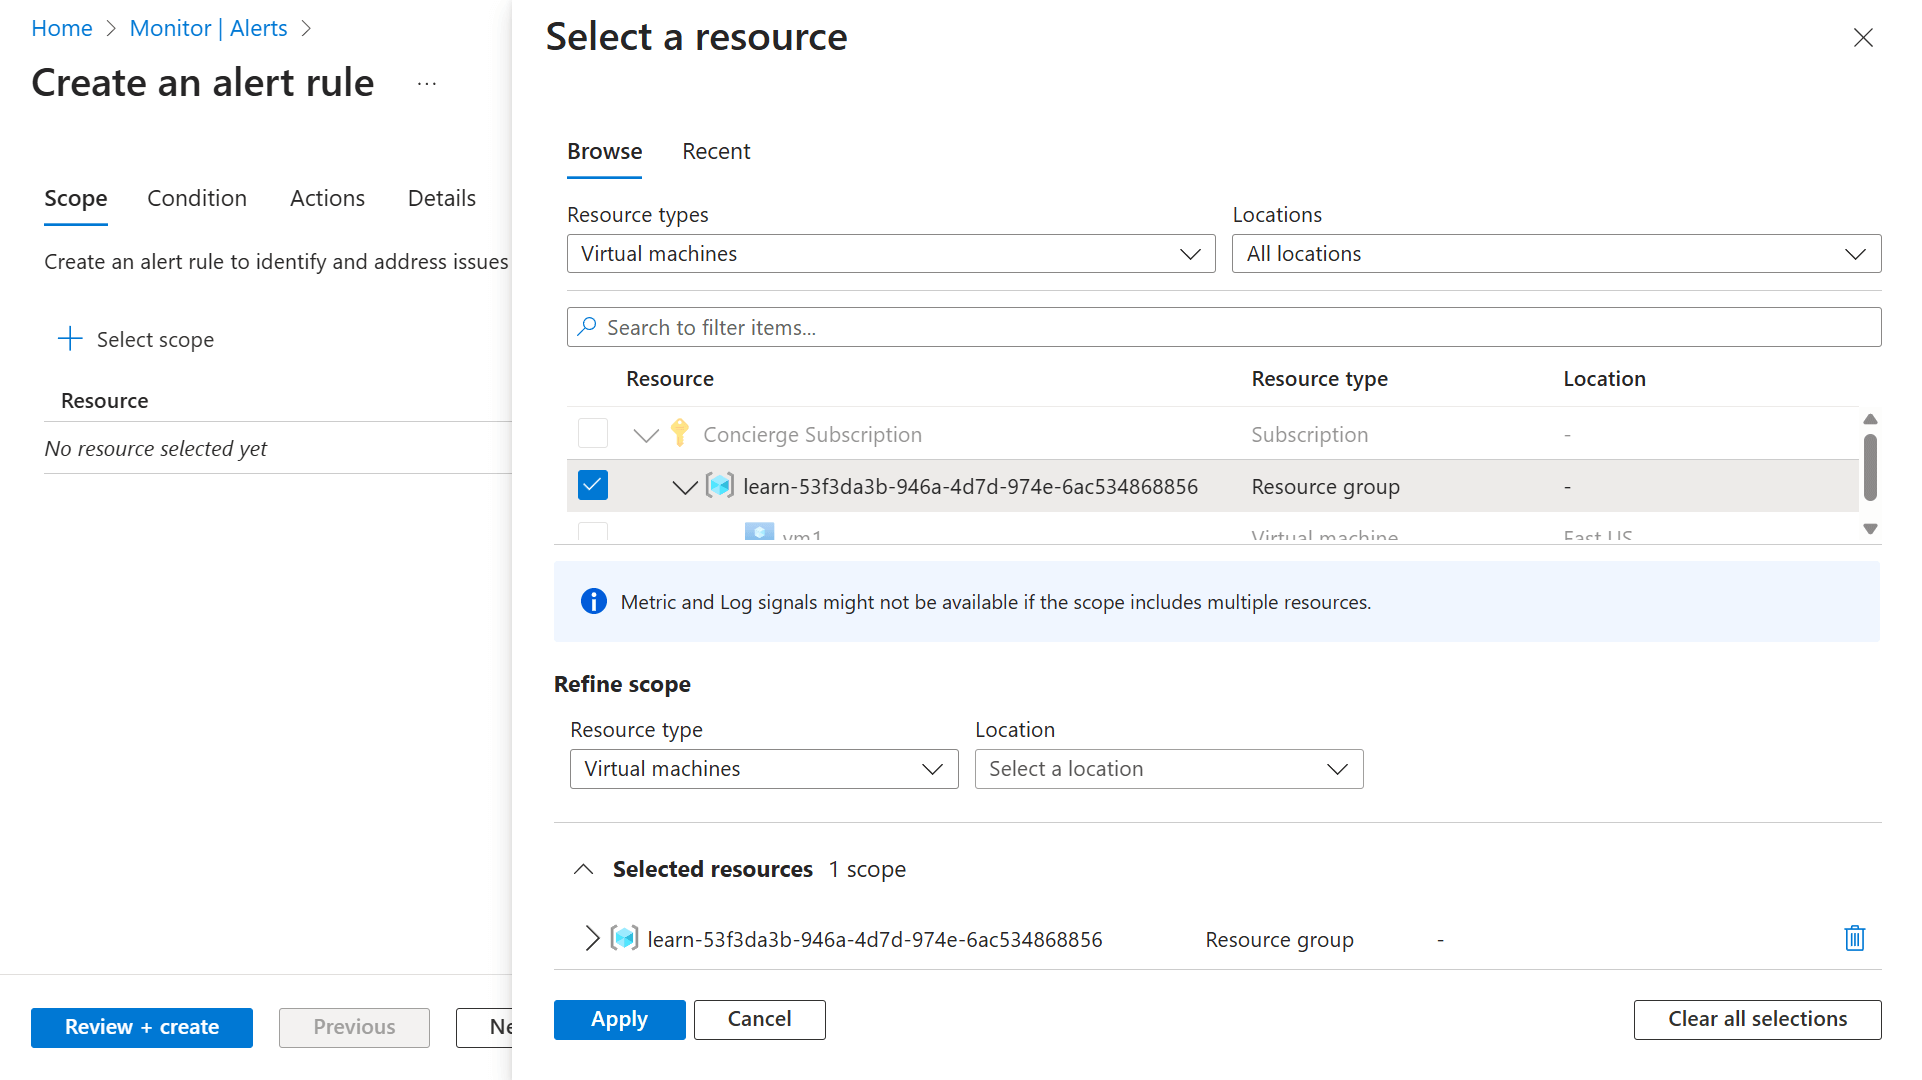 Home > Monitor | Alerts >
Create an alert rule ...
Scope Condition Actions Details
Create an alert rule to identify and address issues
Select scope
Resource
No resource selected yet
Review + create Previous
Select a resource
Browse Recent
Resource types Locations
Virtual machines All locations
Search to filter items...
Resource Resource type Location
Concierge Subscription Subscription -
learn-53f3da3b-946a-4d7d-974e-6ac534868856 Resource group -
vm1 Virtual machine East US
Metric and Log signals might not be available if the scope includes multiple resources.
Refine scope
Resource type Location
Virtual machines Select a location
Selected resources 1 scope
learn-53f3da3b-946a-4d7d-974e-6ac534868856 Resource group -
Apply Cancel Clear all selections